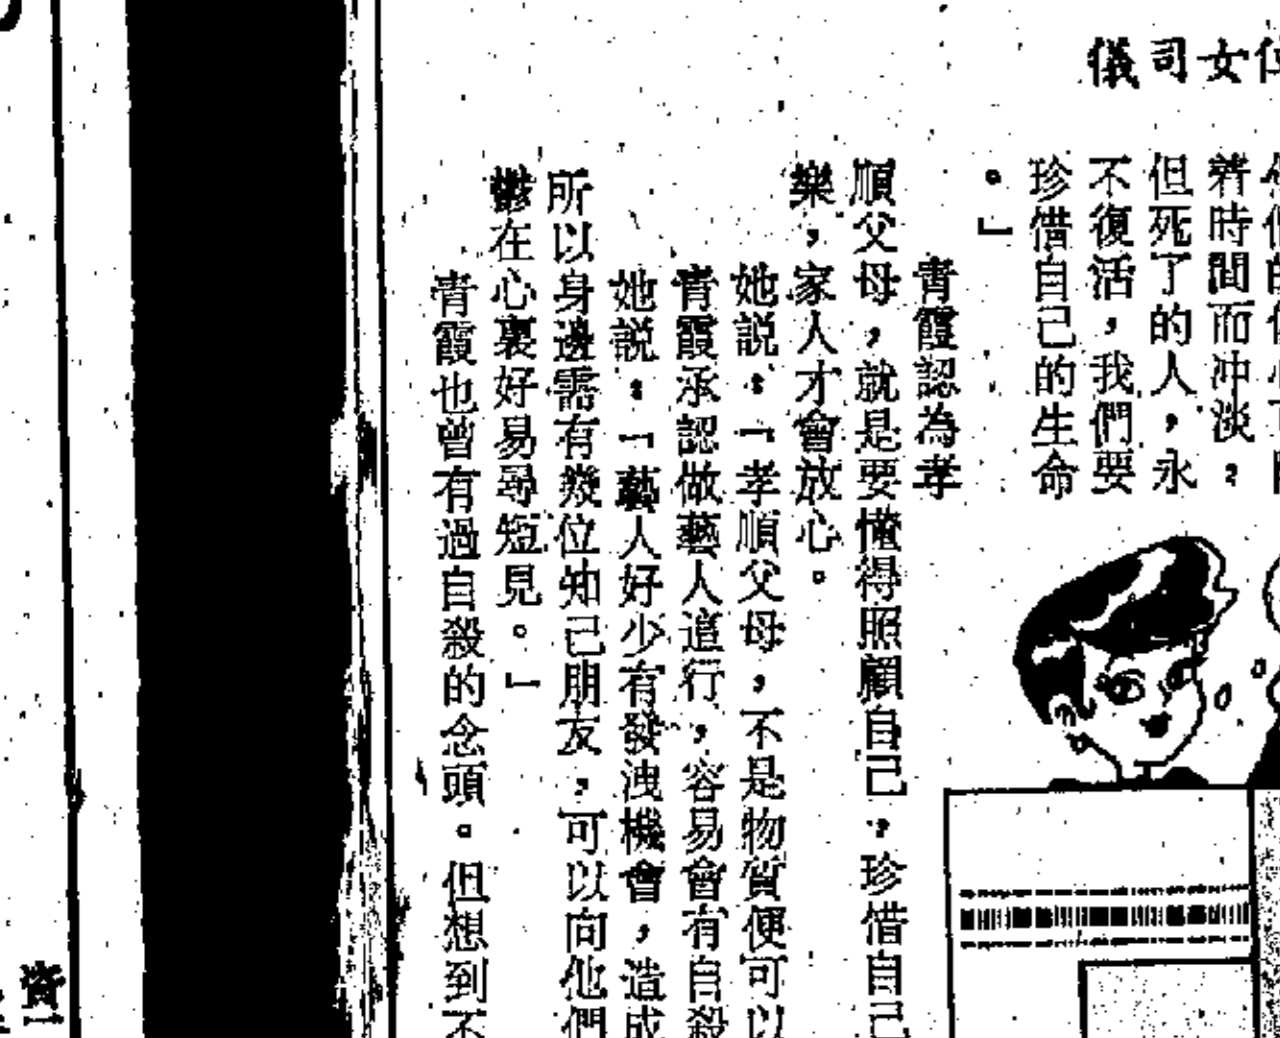 儀司女位
着時間而冲淡，
但死了的人，永
不復活，我們要
珍惜自己的生命
。」
青霞認為孝
順父母，就是要懂得照顧自己，珍惜自己
樂，家人才會放心。
她説：「孝順父母，不是物質便可以
青霞承認做藝人這行，容易會有自殺
她説：「藝人好少有發洩機會，造成
所以身邊需有幾位知己朋友，可以向他們
鬱在心裏好易尋短見。」
青霞也曾有過自殺的念頭。但想到不
資